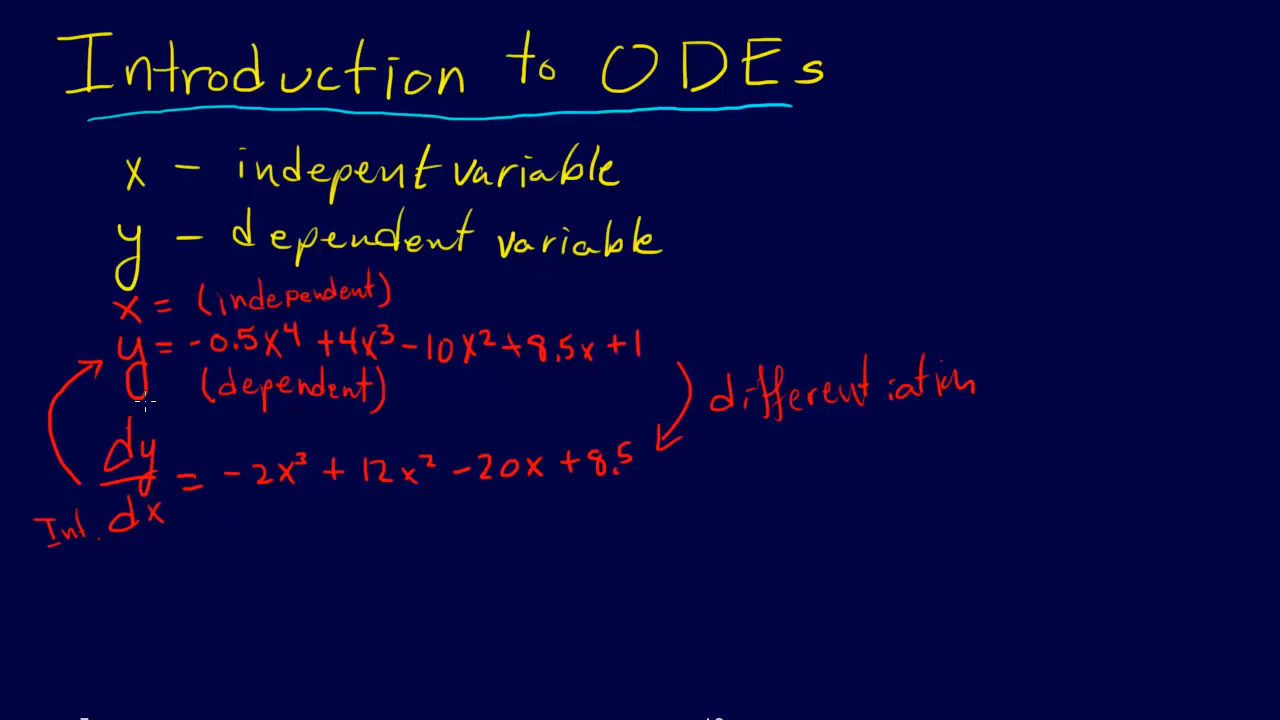 Introduction to ODEs
x - indepent variable
y - dependent variable
x = (independent)
y = -0.5x⁴ + 4x³ - 10x² + 8.5x + 1
(dependent)
differentiation
dy/dx = -2x³ + 12x² - 20x + 8.5
Int.